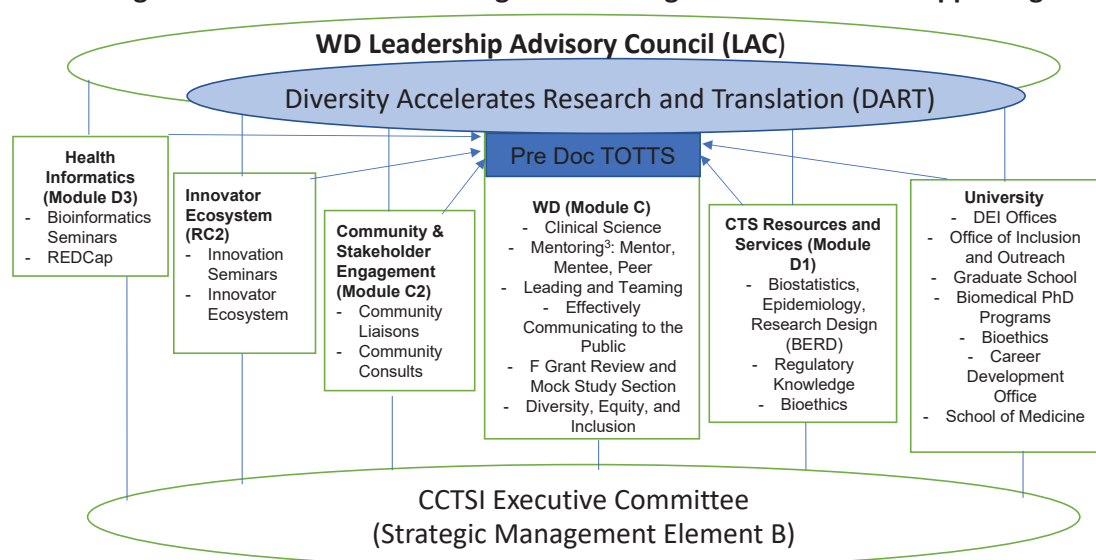 WD Leadership Advisory Council (LAC)
Diversity Accelerates Research and Translation (DART)
Pre Doc TOTTS
Health
Informatics
(Module D3)
- Bioinformatics
Seminars
- REDCap
Innovator
Ecosystem
(RC2)
- Innovation
Seminars
- Innovator
Ecosystem
Community &
Stakeholder
Engagement
(Module C2)
- Community
Liaisons
- Community
Consults
WD (Module C)
- Clinical Science
- Mentoring³: Mentor,
Mentee, Peer
- Leading and Teaming
- Effectively
Communicating to the
Public
- F Grant Review and
Mock Study Section
- Diversity, Equity, and
Inclusion
CTS Resources and
Services (Module
D1)
- Biostatistics,
Epidemiology,
Research Design
(BERD)
- Regulatory
Knowledge
- Bioethics
University
- DEI Offices
- Office of Inclusion
and Outreach
- Graduate School
- Biomedical PhD
Programs
- Bioethics
- Career
Development
Office
- School of Medicine
CCTSI Executive Committee
(Strategic Management Element B)